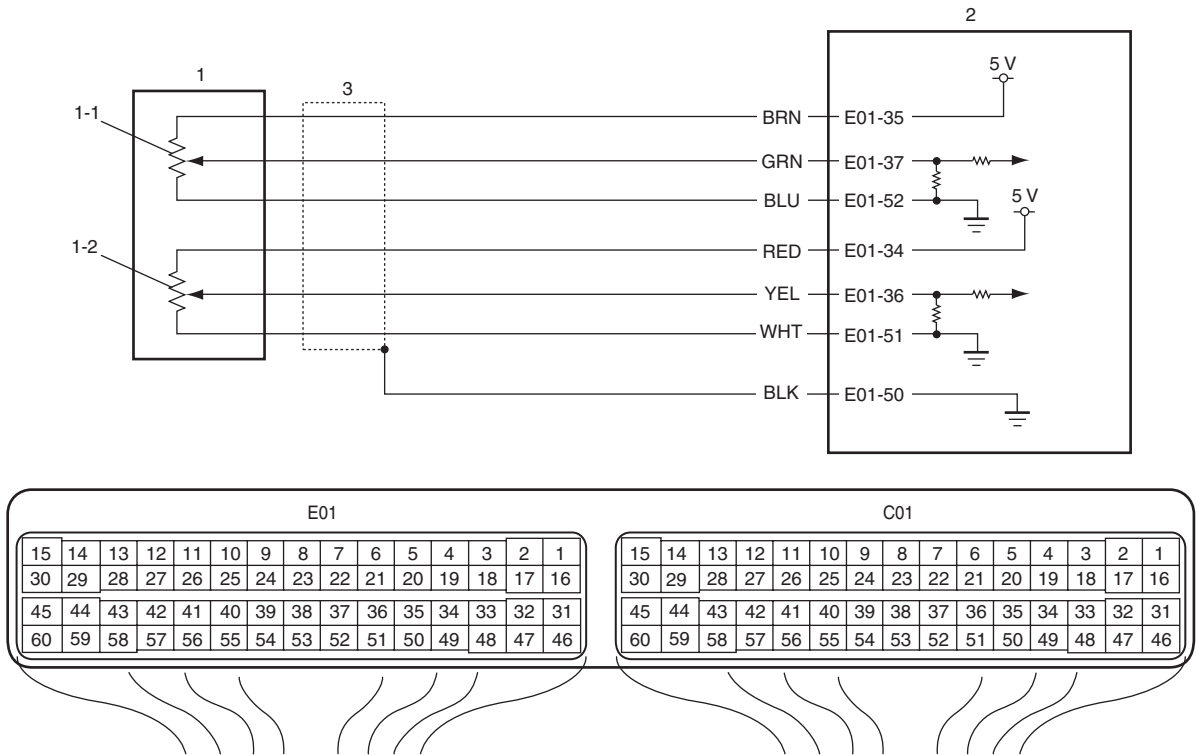 2
1
3
5 V
1-1
BRN E01-35
GRN E01-37
BLU E01-52
5 V
1-2
RED E01-34
YEL E01-36
WHT E01-51
BLK E01-50
E01 C01
15 14 13 12 11 10 9 8 7 6 5 4 3 2 1 15 14 13 12 11 10 9 8 7 6 5 4 3 2 1
30 29 28 27 26 25 24 23 22 21 20 19 18 17 16 30 29 28 27 26 25 24 23 22 21 20 19 18 17 16
45 44 43 42 41 40 39 38 37 36 35 34 33 32 31 45 44 43 42 41 40 39 38 37 36 35 34 33 32 31
60 59 58 57 56 55 54 53 52 51 50 49 48 47 46 60 59 58 57 56 55 54 53 52 51 50 49 48 47 46